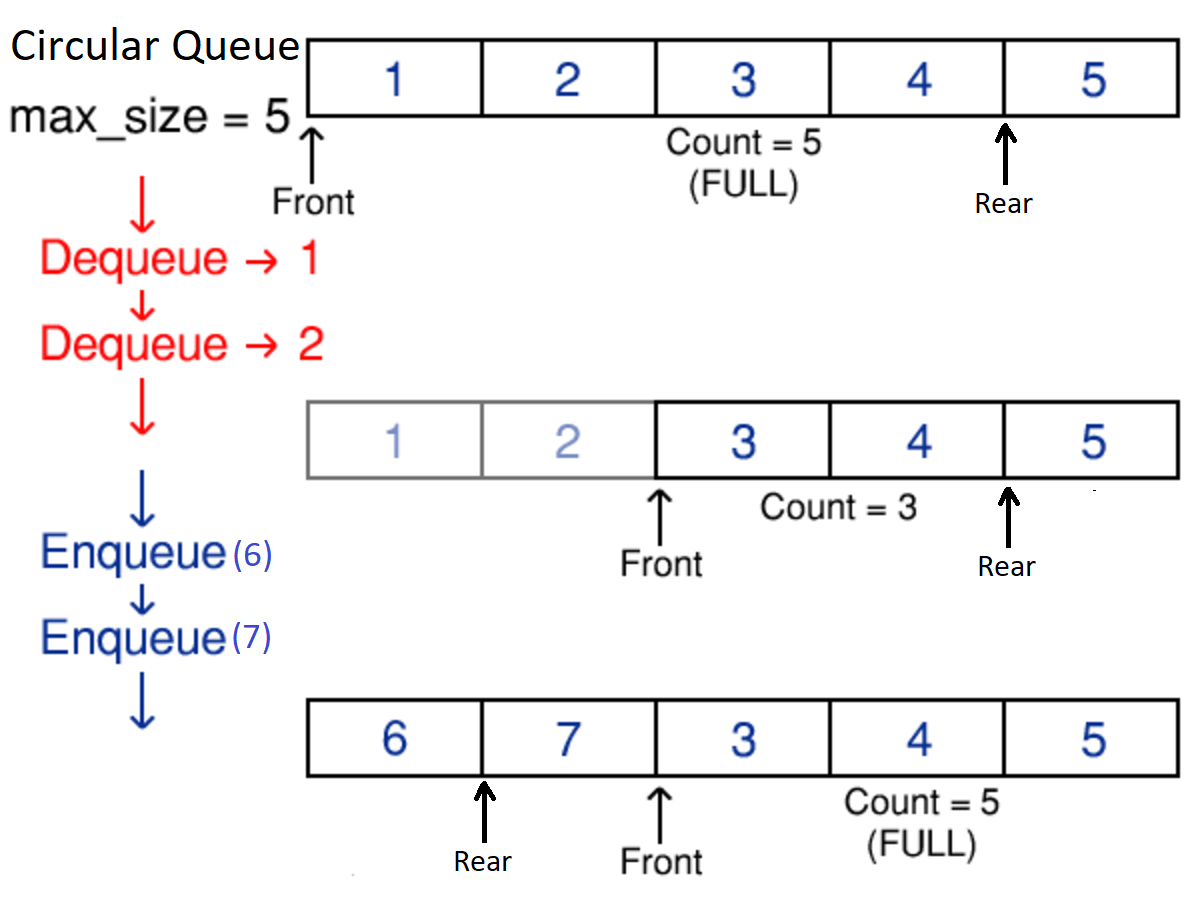 Circular Queue
max_size = 5
1 2 3 4 5
Count = 5
(FULL)
Front
Rear
Dequeue → 1
Dequeue → 2
1 2 3 4 5
Count = 3
Front
Rear
Enqueue (6)
Enqueue (7)
6 7 3 4 5
Count = 5
(FULL)
Rear
Front